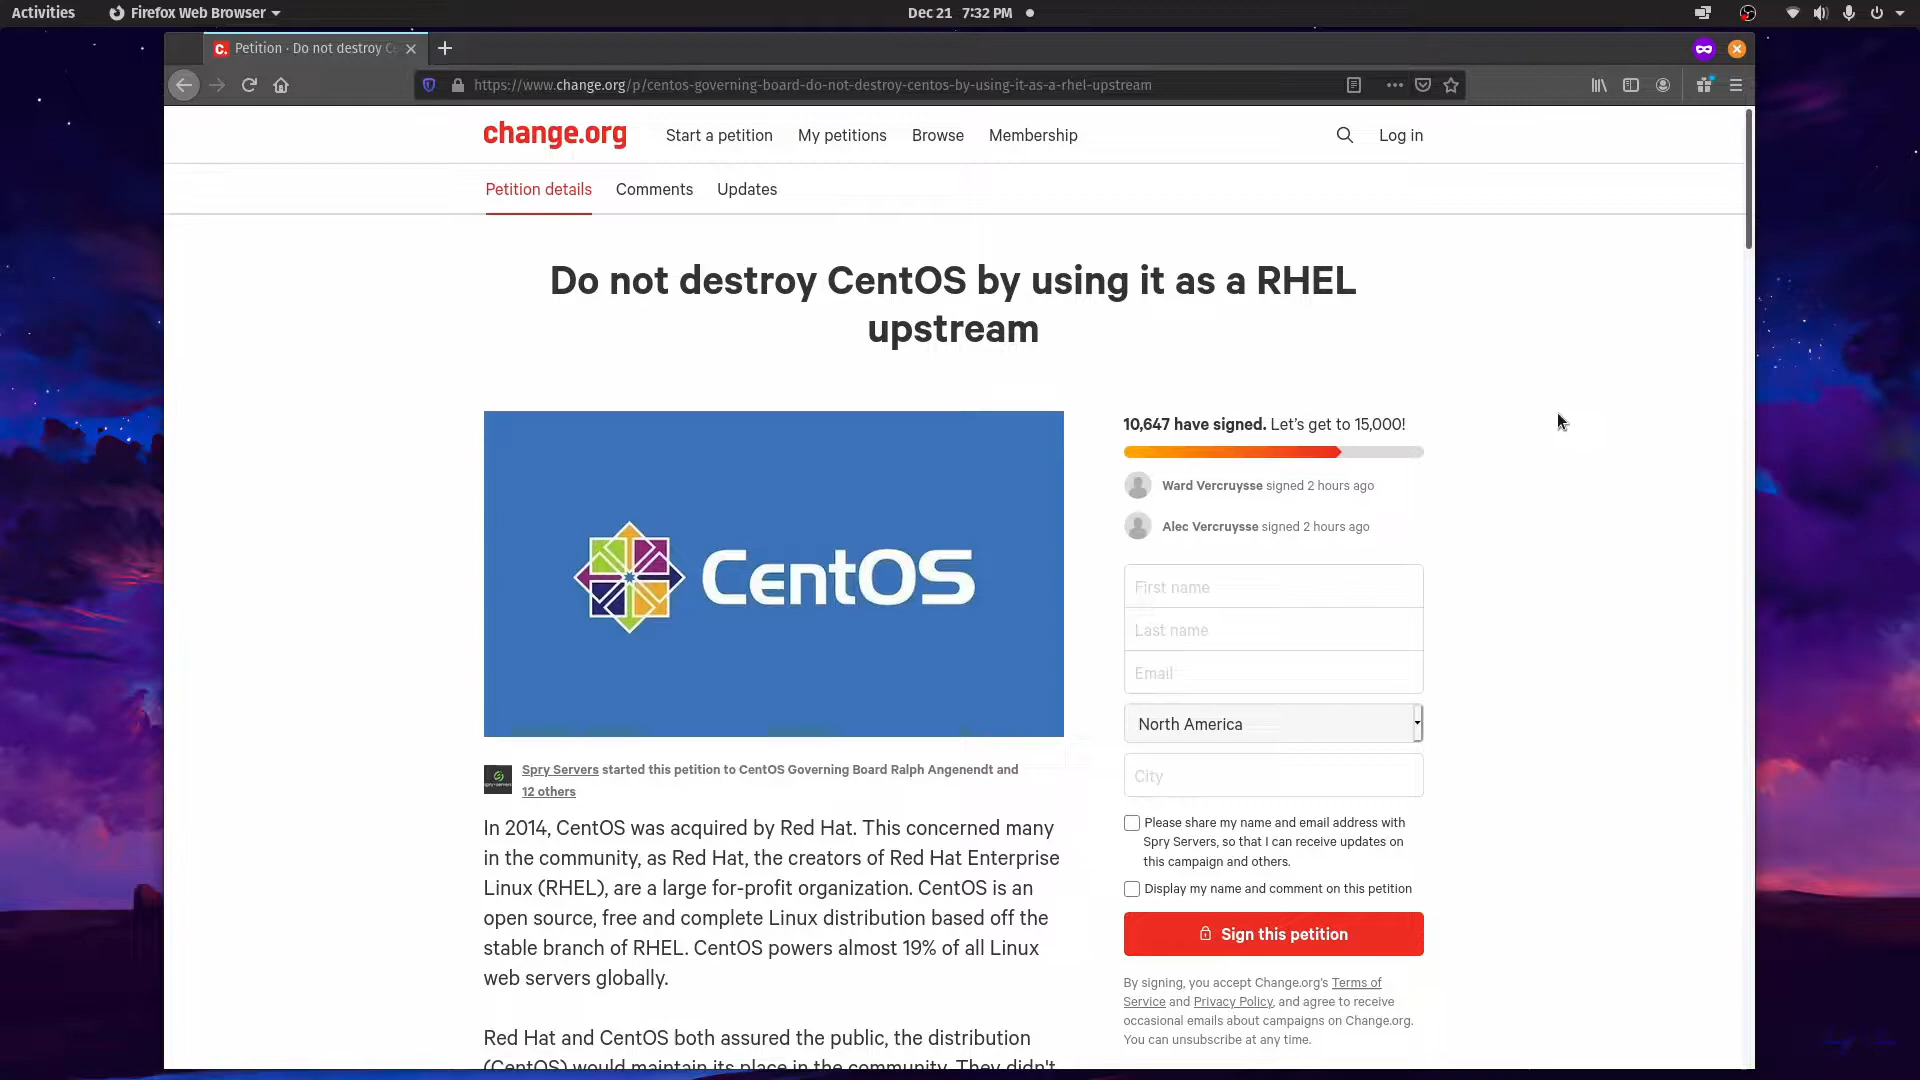 Activities
Firefox Web Browser
Dec 21 7:32 PM
Petition · Do not destroy
https://www.change.org/p/centos-governing-board-do-not-destroy-centos-by-using-it-as-a-rhel-upstream
change.org
Start a petition
My petitions
Browse
Membership
Log in
Petition details
Comments
Updates
Do not destroy CentOS by using it as a RHEL
upstream
CentOS
10,647 have signed. Let's get to 15,000!
Ward Vercruysse signed 2 hours ago
Alec Vercruysse signed 2 hours ago
First name
Last name
Email
North America
City
Please share my name and email address with
Spry Servers, so that I can receive updates on
this campaign and others.
Display my name and comment on this petition
Sign this petition
By signing, you accept Change.org's Terms of
Service and Privacy Policy, and agree to receive
occasional emails about campaigns on Change.org.
You can unsubscribe at any time.
Spry Servers started this petition to CentOS Governing Board Ralph Angenendt and
12 others
In 2014, CentOS was acquired by Red Hat. This concerned many
in the community, as Red Hat, the creators of Red Hat Enterprise
Linux (RHEL), are a large for-profit organization. CentOS is an
open source, free and complete Linux distribution based off the
stable branch of RHEL. CentOS powers almost 19% of all Linux
web servers globally.
Red Hat and CentOS both assured the public, the distribution
(CentOS) would maintain its place in the community. They didn't